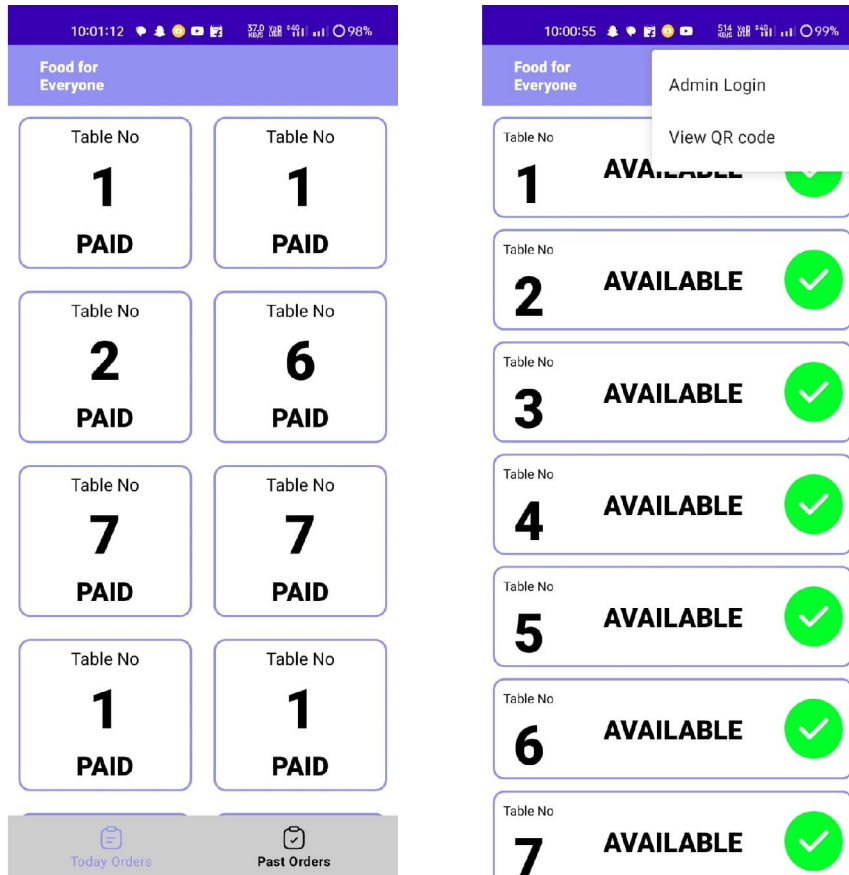 10:01:12 98%
Food for
Everyone
Table No Table No
1 1
PAID PAID
Table No Table No
2 6
PAID PAID
Table No Table No
7 7
PAID PAID
Table No Table No
1 1
PAID PAID
Today Orders Past Orders
10:00:55 99%
Food for
Everyone
Admin Login
View QR code
Table No
1 AVAILABLE
Table No
2 AVAILABLE
Table No
3 AVAILABLE
Table No
4 AVAILABLE
Table No
5 AVAILABLE
Table No
6 AVAILABLE
Table No
7 AVAILABLE